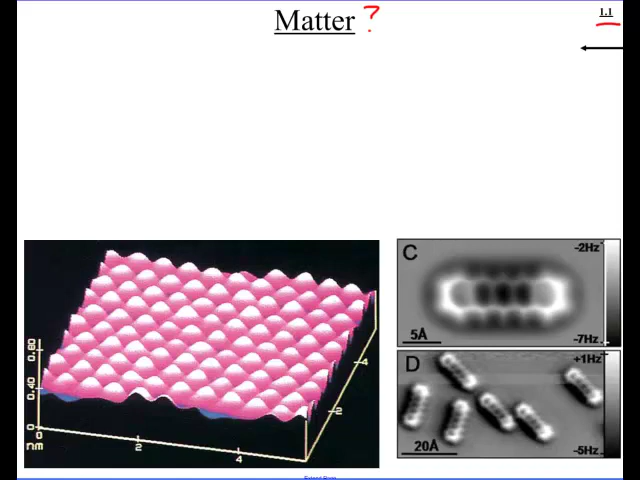 Matter ?
1.1
C
-2Hz
5Å
-7Hz
D
+1Hz
20Å
-5Hz
0.80
0.40
0
nm
0
2
4
2
4